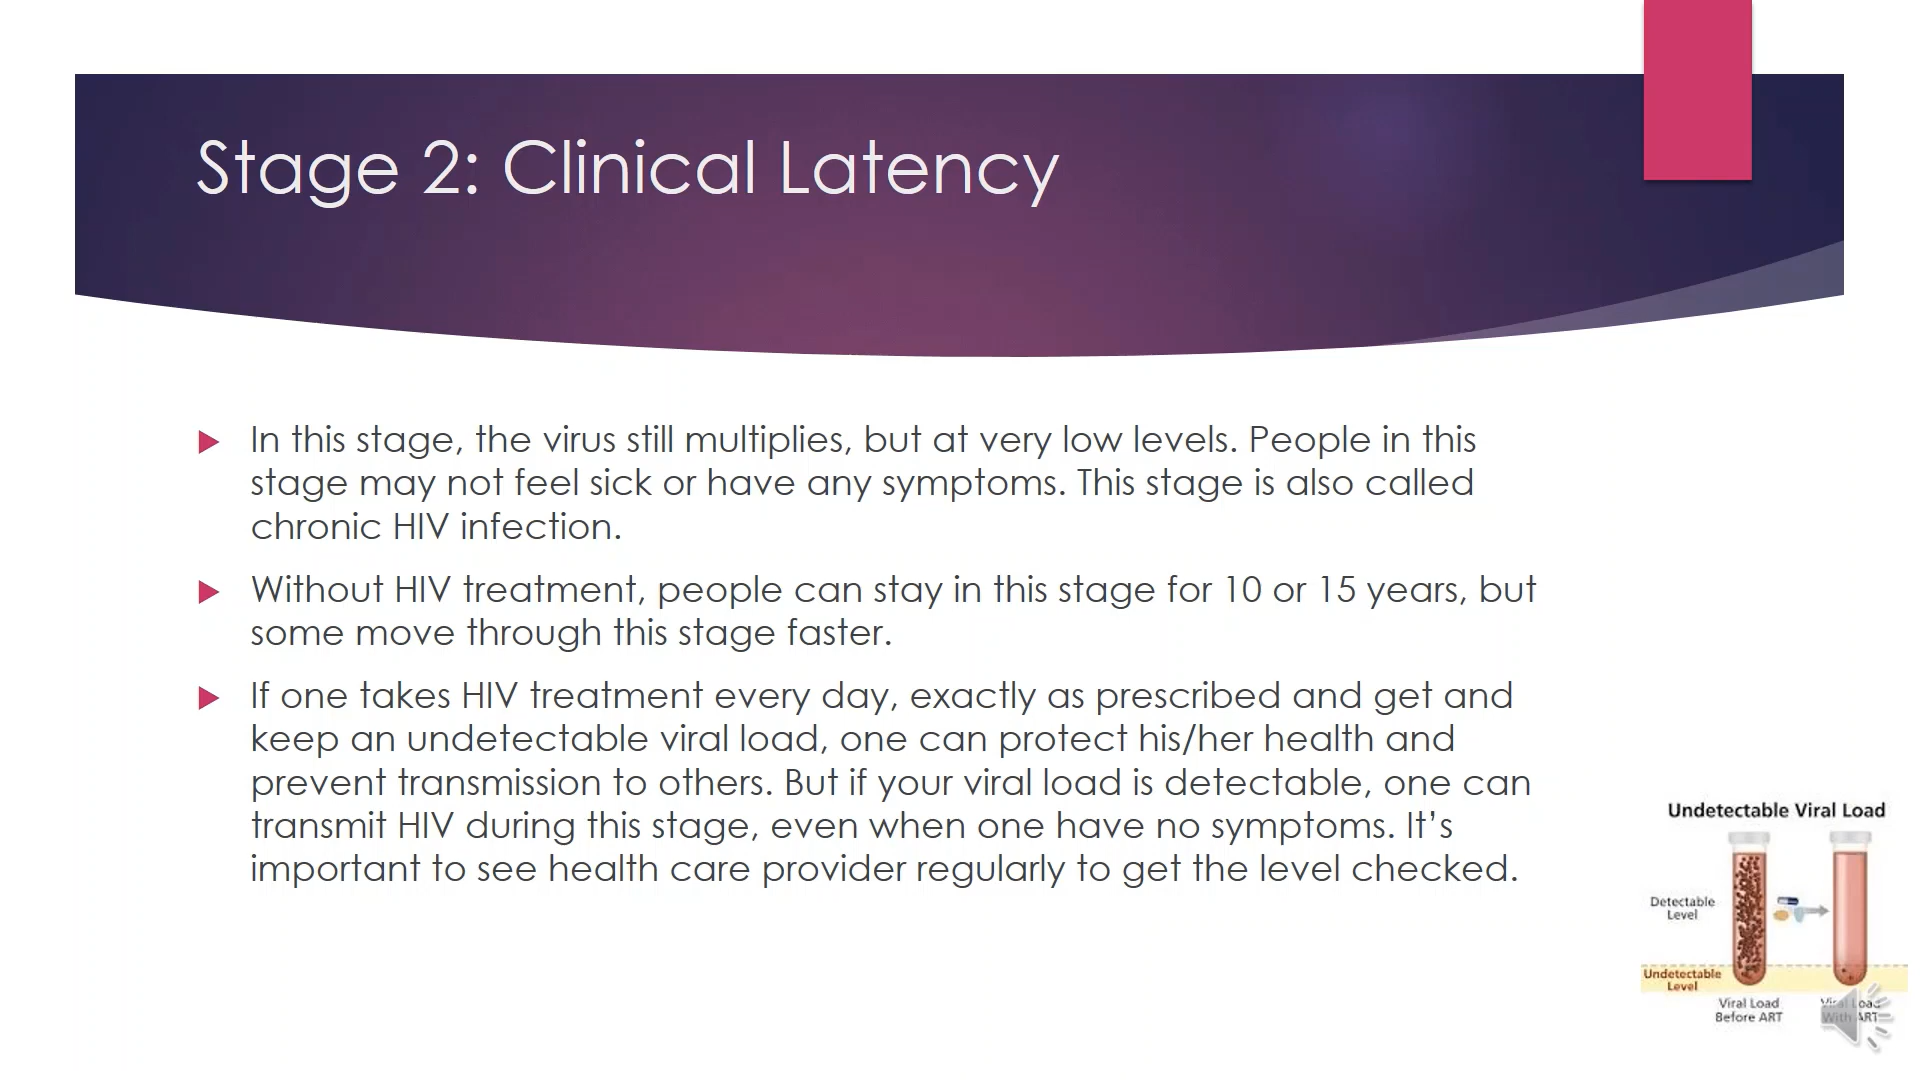 Stage 2: Clinical Latency
In this stage, the virus still multiplies, but at very low levels. People in this
stage may not feel sick or have any symptoms. This stage is also called
chronic HIV infection.
Without HIV treatment, people can stay in this stage for 10 or 15 years, but
some move through this stage faster.
If one takes HIV treatment every day, exactly as prescribed and get and
keep an undetectable viral load, one can protect his/her health and
prevent transmission to others. But if your viral load is detectable, one can
transmit HIV during this stage, even when one have no symptoms. It’s
important to see health care provider regularly to get the level checked.
Undetectable Viral Load
Detectable
Level
Undetectable
Level
Viral Load
Before ART
Viral Load
With ART